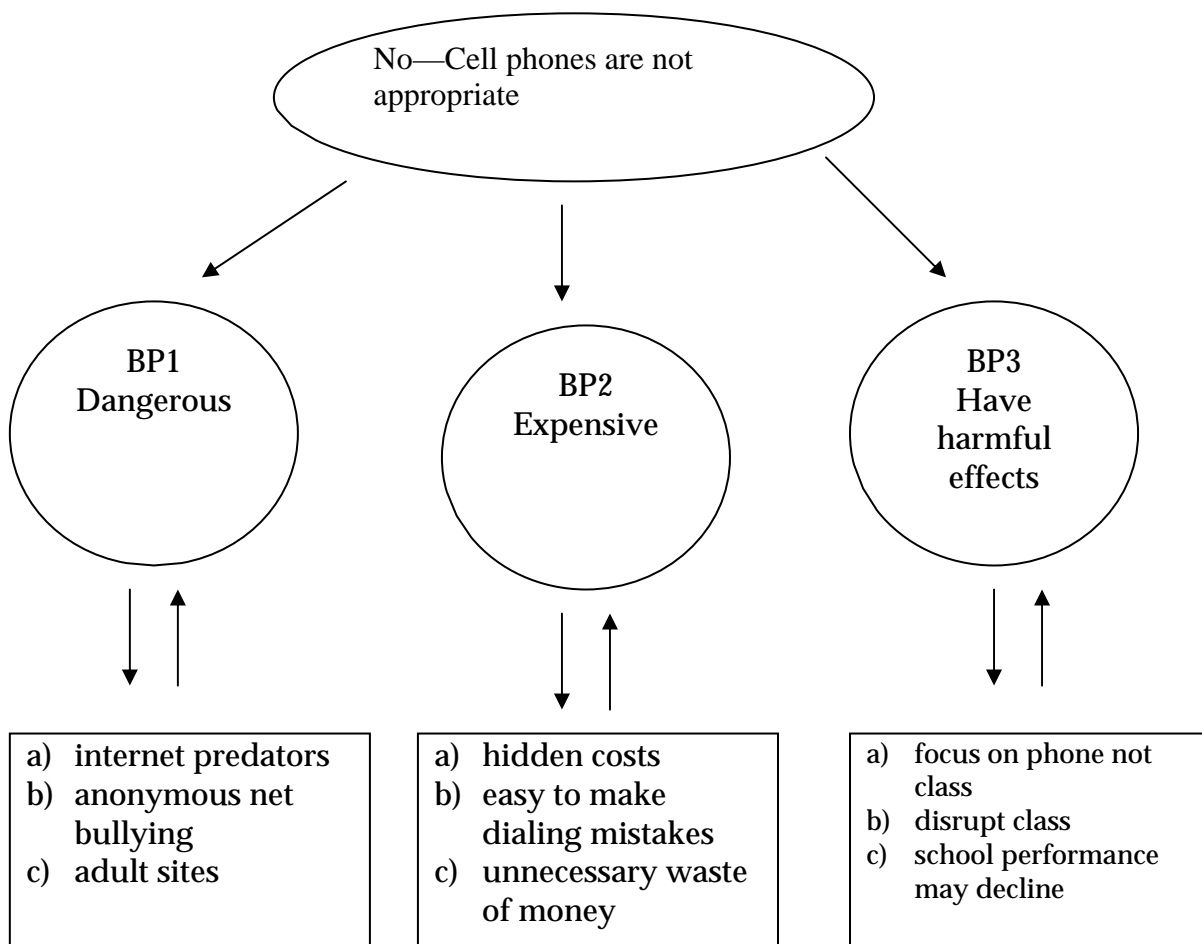 No—Cell phones are not
appropriate
BP1
Dangerous
BP2
Expensive
BP3
Have
harmful
effects
a) internet predators
b) anonymous net
bullying
c) adult sites
a) hidden costs
b) easy to make
dialing mistakes
c) unnecessary waste
of money
a) focus on phone not
class
b) disrupt class
c) school performance
may decline